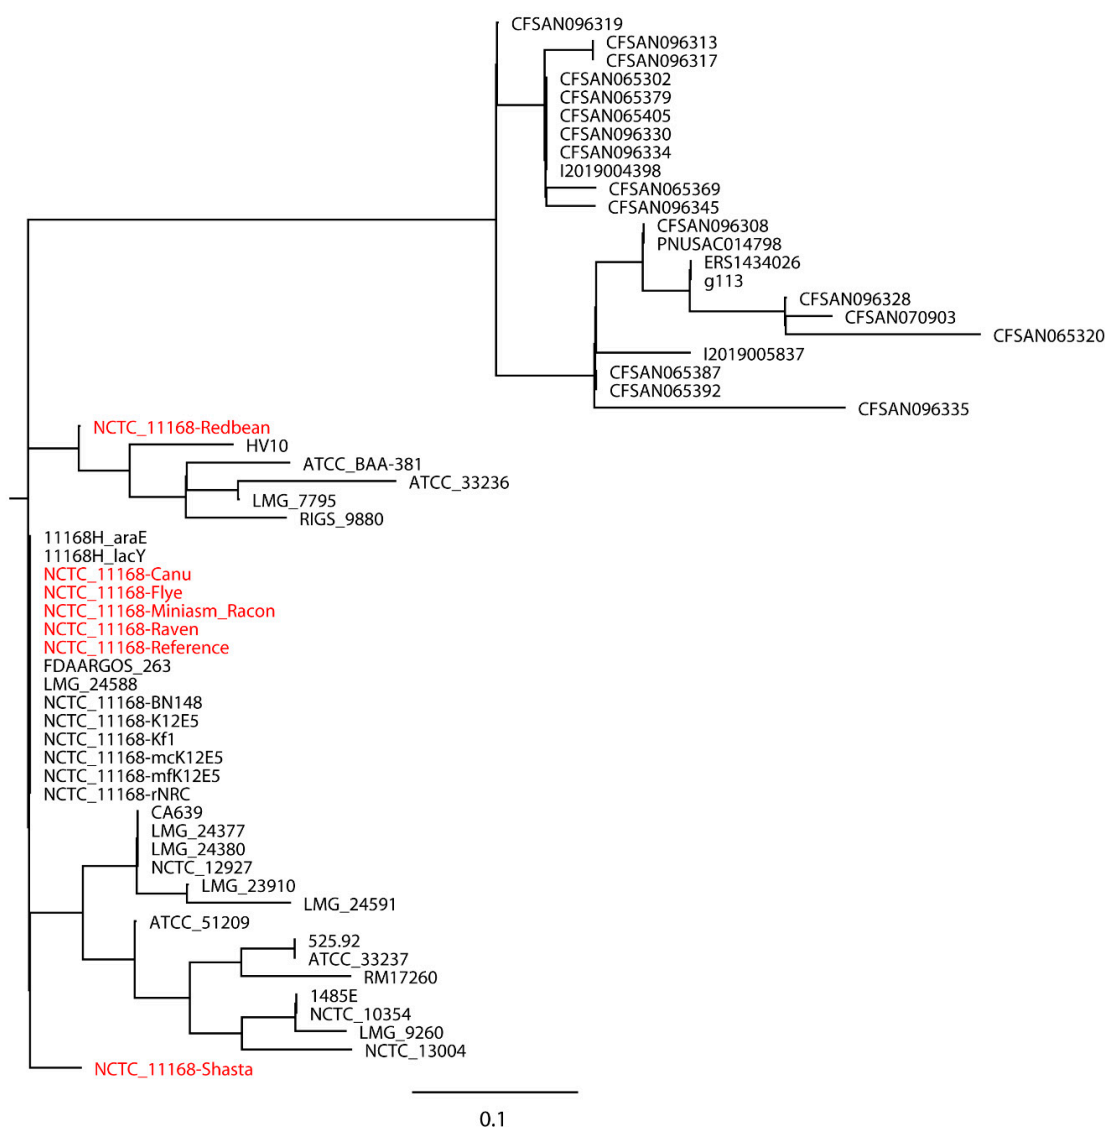 CFSAN096319
CFSAN096313
CFSAN096317
CFSAN065302
CFSAN065379
CFSAN065405
CFSAN096330
CFSAN096334
I2019004398
CFSAN065369
CFSAN096345
CFSAN096308
PNUSAC014798
ERS1434026
g113
CFSAN096328
CFSAN070903
CFSAN065320
I2019005837
CFSAN065387
CFSAN065392
CFSAN096335
NCTC_11168-Redbean
HV10
ATCC_BAA-381
ATCC_33236
LMG_7795
RIGS_9880
11168H_araE
11168H_lacY
NCTC_11168-Canu
NCTC_11168-Flye
NCTC_11168-Miniasm_Racon
NCTC_11168-Raven
NCTC_11168-Reference
FDAARGOS_263
LMG_24588
NCTC_11168-BN148
NCTC_11168-K12E5
NCTC_11168-Kf1
NCTC_11168-mcK12E5
NCTC_11168-mfK12E5
NCTC_11168-rNRC
CA639
LMG_24377
LMG_24380
NCTC_12927
LMG_23910
LMG_24591
ATCC_51209
525.92
ATCC_33237
RM17260
1485E
NCTC_10354
LMG_9260
NCTC_13004
NCTC_11168-Shasta
0.1